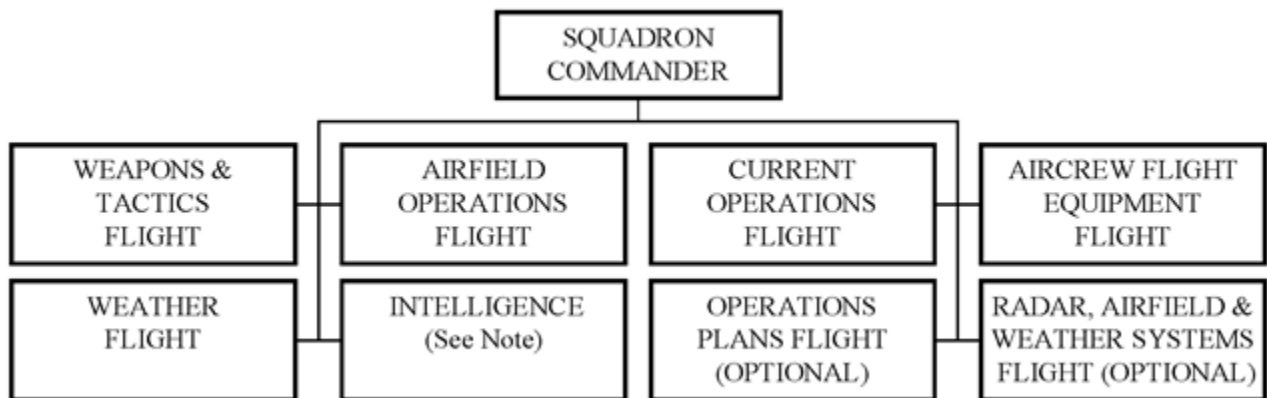 SQUADRON
COMMANDER
WEAPONS &
TACTICS
FLIGHT
AIRFIELD
OPERATIONS
FLIGHT
CURRENT
OPERATIONS
FLIGHT
AIRCREW FLIGHT
EQUIPMENT
FLIGHT
WEATHER
FLIGHT
INTELLIGENCE
(See Note)
OPERATIONS
PLANS FLIGHT
(OPTIONAL)
RADAR, AIRFIELD &
WEATHER SYSTEMS
FLIGHT (OPTIONAL)